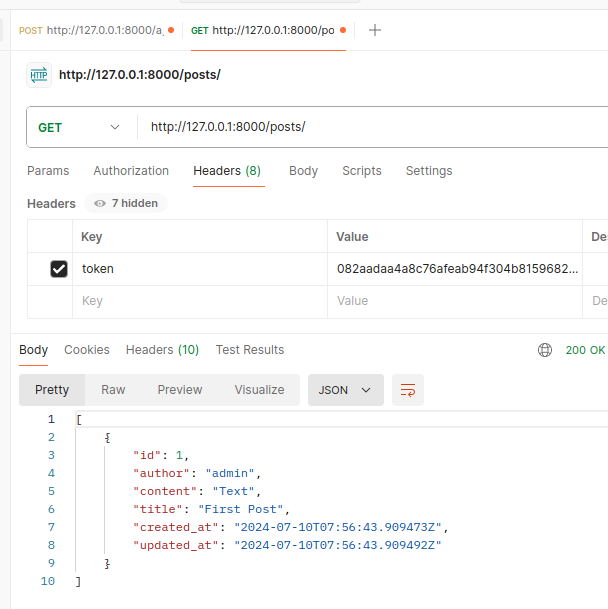 POST http://127.0.0.1:8000/a
GET http://127.0.0.1:8000/po
HTTP http://127.0.0.1:8000/posts/
GET http://127.0.0.1:8000/posts/
Params Authorization Headers (8) Body Scripts Settings
Headers 7 hidden
Key Value De
token 082aadaa4a8c76afeab94f304b8159682...
Key Value De
Body Cookies Headers (10) Test Results 200 OK
Pretty Raw Preview Visualize JSON
1 [
2 {
3 "id": 1,
4 "author": "admin",
5 "content": "Text",
6 "title": "First Post",
7 "created_at": "2024-07-10T07:56:43.909473Z",
8 "updated_at": "2024-07-10T07:56:43.909492Z"
9 }
10 ]